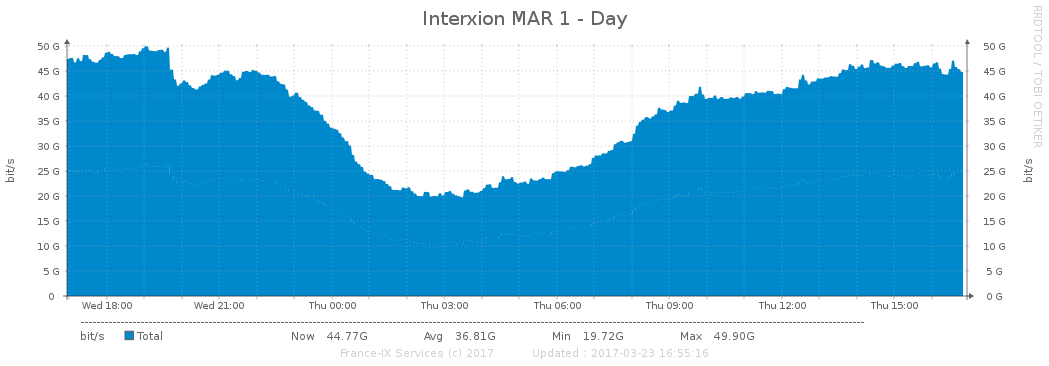 Interxion MAR 1 - Day
RRDTOOL / TOBI OETIKER
bit/s
50 G 50 G
45 G 45 G
40 G 40 G
35 G 35 G
30 G 30 G
25 G 25 G
20 G 20 G
15 G 15 G
10 G 10 G
5 G 5 G
0 0 G
bit/s
Wed 18:00 Wed 21:00 Thu 00:00 Thu 03:00 Thu 06:00 Thu 09:00 Thu 12:00 Thu 15:00
bit/s Total Now 44.77G Avg 36.81G Min 19.72G Max 49.90G
France-IX Services (c) 2017 Updated : 2017-03-23 16:55:16